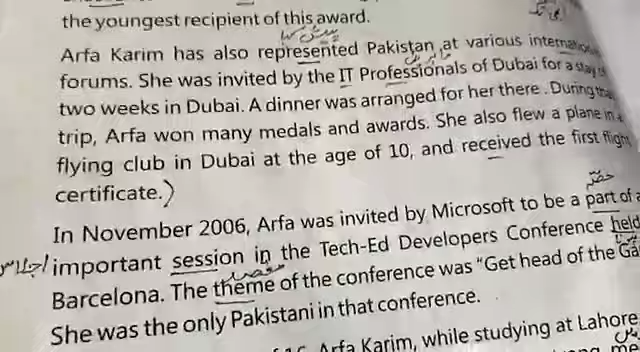 the youngest recipient of this award.
Arfa Karim has also represented Pakistan at various
forums. She was invited by the IT Professionals of Dubai for a stay
two weeks in Dubai. A dinner was arranged for her there. During
trip, Arfa won many medals and awards. She also flew a plane in a
flying club in Dubai at the age of 10, and received the first flight
certificate.)
In November 2006, Arfa was invited by Microsoft to be a part of
اجلاس important session in the Tech-Ed Developers Conference held
Barcelona. The theme of the conference was "Get head of the
She was the only Pakistani in that conference.
Arfa Karim, while studying at Lahore